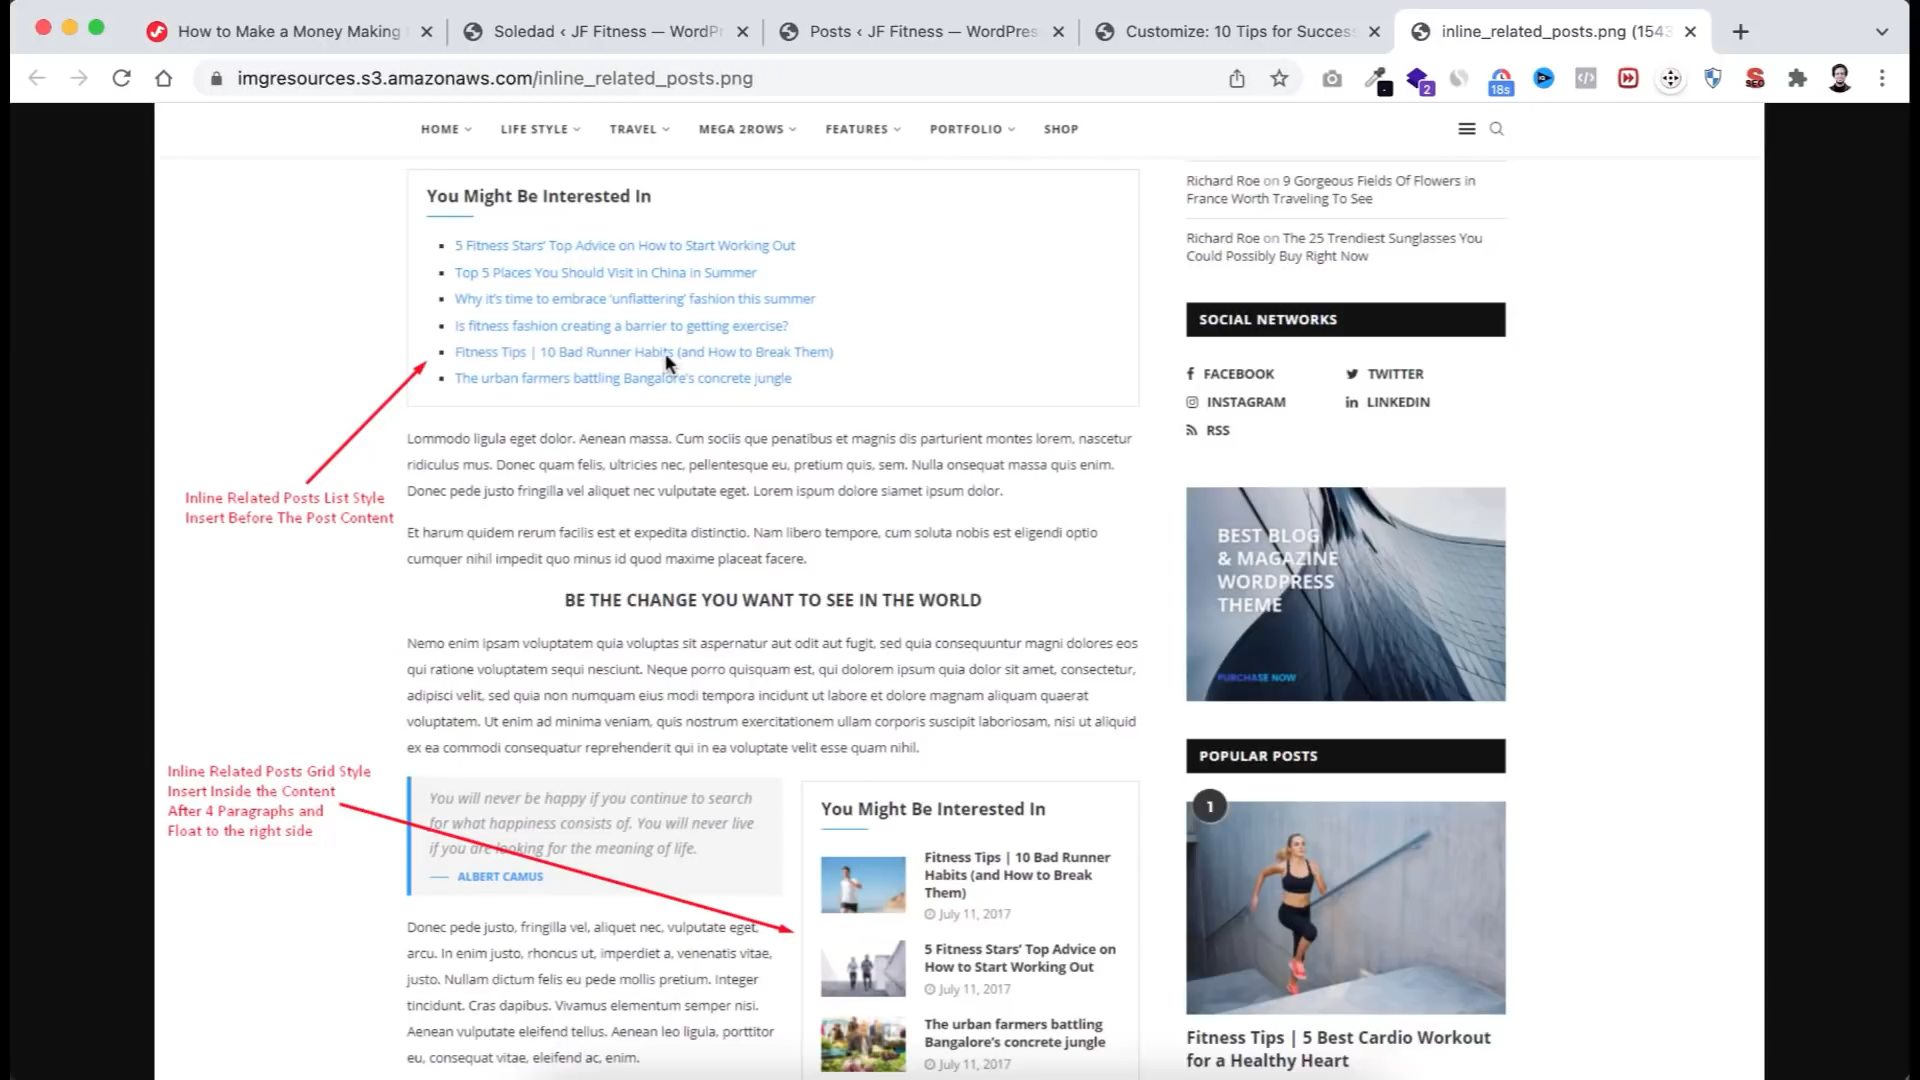 How to Make a Money Making
Soledad ‹ JF Fitness — WordPr
Posts ‹ JF Fitness — WordPres
Customize: 10 Tips for Success
inline_related_posts.png (1543
imgresources.s3.amazonaws.com/inline_related_posts.png
2
18s
SEO
HOME
LIFE STYLE
TRAVEL
MEGA 2ROWS
FEATURES
PORTFOLIO
SHOP
You Might Be Interested In
5 Fitness Stars' Top Advice on How to Start Working Out
Top 5 Places You Should Visit in China in Summer
Why it's time to embrace 'unflattering' fashion this summer
Is fitness fashion creating a barrier to getting exercise?
Fitness Tips | 10 Bad Runner Habits (and How to Break Them)
The urban farmers battling Bangalore's concrete jungle
Inline Related Posts List Style
Insert Before The Post Content
Lommodo ligula eget dolor. Aenean massa. Cum sociis que penatibus et magnis dis parturient montes lorem, nascetur
ridiculus mus. Donec quam felis, ultricies nec, pellentesque eu, pretium quis, sem. Nulla onsequat massa quis enim.
Donec pede justo fringilla vel aliquet nec vulputate eget. Lorem ispum dolore siamet ipsum dolor.
Et harum quidem rerum facilis est et expedita distinctio. Nam libero tempore, cum soluta nobis est eligendi optio
cumquer nihil impedit quo minus id quod maxime placeat facere.
BE THE CHANGE YOU WANT TO SEE IN THE WORLD
Nemo enim ipsam voluptatem quia voluptas sit aspernatur aut odit aut fugit, sed quia consequuntur magni dolores eos
qui ratione voluptatem sequi nesciunt. Neque porro quisquam est, qui dolorem ipsum quia dolor sit amet, consectetur,
adipisci velit, sed quia non numquam eius modi tempora incidunt ut labore et dolore magnam aliquam quaerat
voluptatem. Ut enim ad minima veniam, quis nostrum exercitationem ullam corporis suscipit laboriosam, nisi ut aliquid
ex ea commodi consequatur reprehenderit qui in ea voluptate velit esse quam nihil.
Inline Related Posts Grid Style
Insert Inside the Content
After 4 Paragraphs and
Float to the right side
You will never be happy if you continue to search
for what happiness consists of. You will never live
if you are looking for the meaning of life.
ALBERT CAMUS
Donec pede justo, fringilla vel, aliquet nec, vulputate eget,
arcu. In enim justo, rhoncus ut, imperdiet a, venenatis vitae,
justo. Nullam dictum felis eu pede mollis pretium. Integer
tincidunt. Cras dapibus. Vivamus elementum semper nisi.
Aenean vulputate eleifend tellus. Aenean leo ligula, porttitor
eu, consequat vitae, eleifend ac, enim.
You Might Be Interested In
Fitness Tips | 10 Bad Runner
Habits (and How to Break
Them)
July 11, 2017
5 Fitness Stars' Top Advice on
How to Start Working Out
July 11, 2017
The urban farmers battling
Bangalore's concrete jungle
July 11, 2017
Richard Roe on 9 Gorgeous Fields Of Flowers in
France Worth Traveling To See
Richard Roe on The 25 Trendiest Sunglasses You
Could Possibly Buy Right Now
SOCIAL NETWORKS
FACEBOOK
TWITTER
INSTAGRAM
LINKEDIN
RSS
BEST BLOG
& MAGAZINE
WORDPRESS
THEME
PURCHASE NOW
POPULAR POSTS
1
Fitness Tips | 5 Best Cardio Workout
for a Healthy Heart